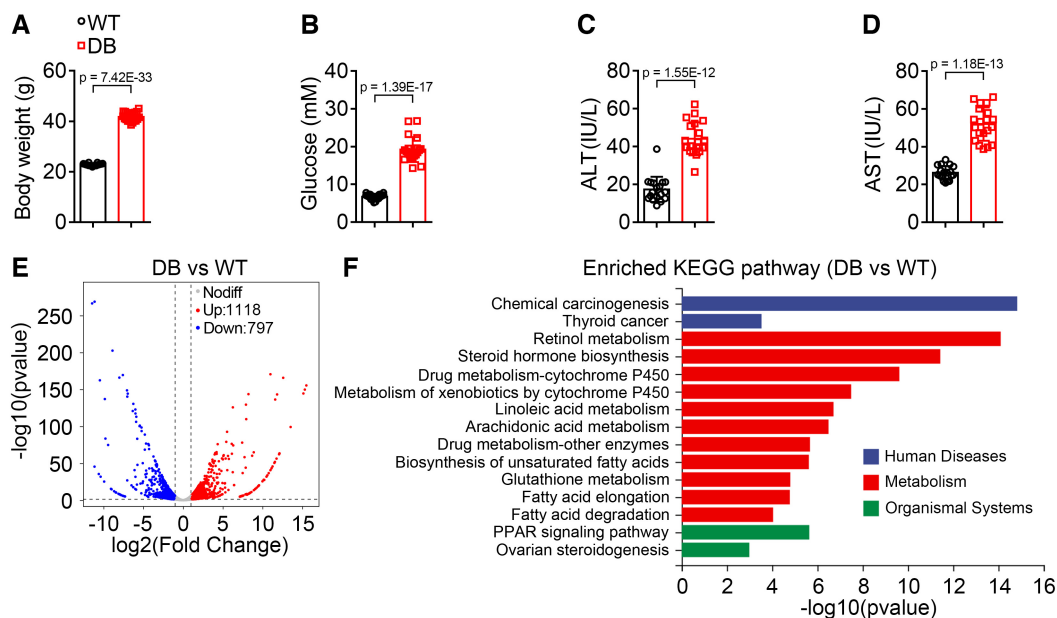 A
WT
DB
p = 7.42E-33
Body weight (g)
60
40
20
0
B
p = 1.39E-17
Glucose (mM)
40
30
20
10
0
C
p = 1.55E-12
ALT(IU/L)
80
60
40
20
0
D
p = 1.18E-13
AST(IU/L)
80
60
40
20
0
E
DB vs WT
Nodiff
Up:1118
Down:797
-log10(pvalue)
250
200
150
100
50
0
-10 -5 0 5 10 15
log2(Fold Change)
F
Enriched KEGG pathway (DB vs WT)
Chemical carcinogenesis
Thyroid cancer
Retinol metabolism
Steroid hormone biosynthesis
Drug metabolism-cytochrome P450
Metabolism of xenobiotics by cytochrome P450
Linoleic acid metabolism
Arachidonic acid metabolism
Drug metabolism-other enzymes
Biosynthesis of unsaturated fatty acids
Glutathione metabolism
Fatty acid elongation
Fatty acid degradation
PPAR signaling pathway
Ovarian steroidogenesis
Human Diseases
Metabolism
Organismal Systems
0 2 4 6 8 10 12 14 16
-log10(pvalue)